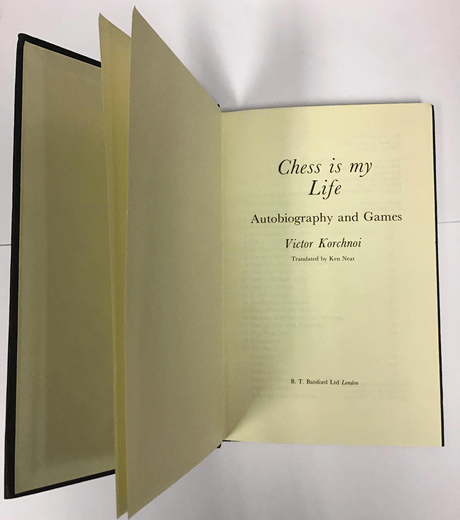 Chess is my
Life
Autobiography and Games
Victor Korchnoi
Translated by Ken Neat
B. T. Batsford Ltd London